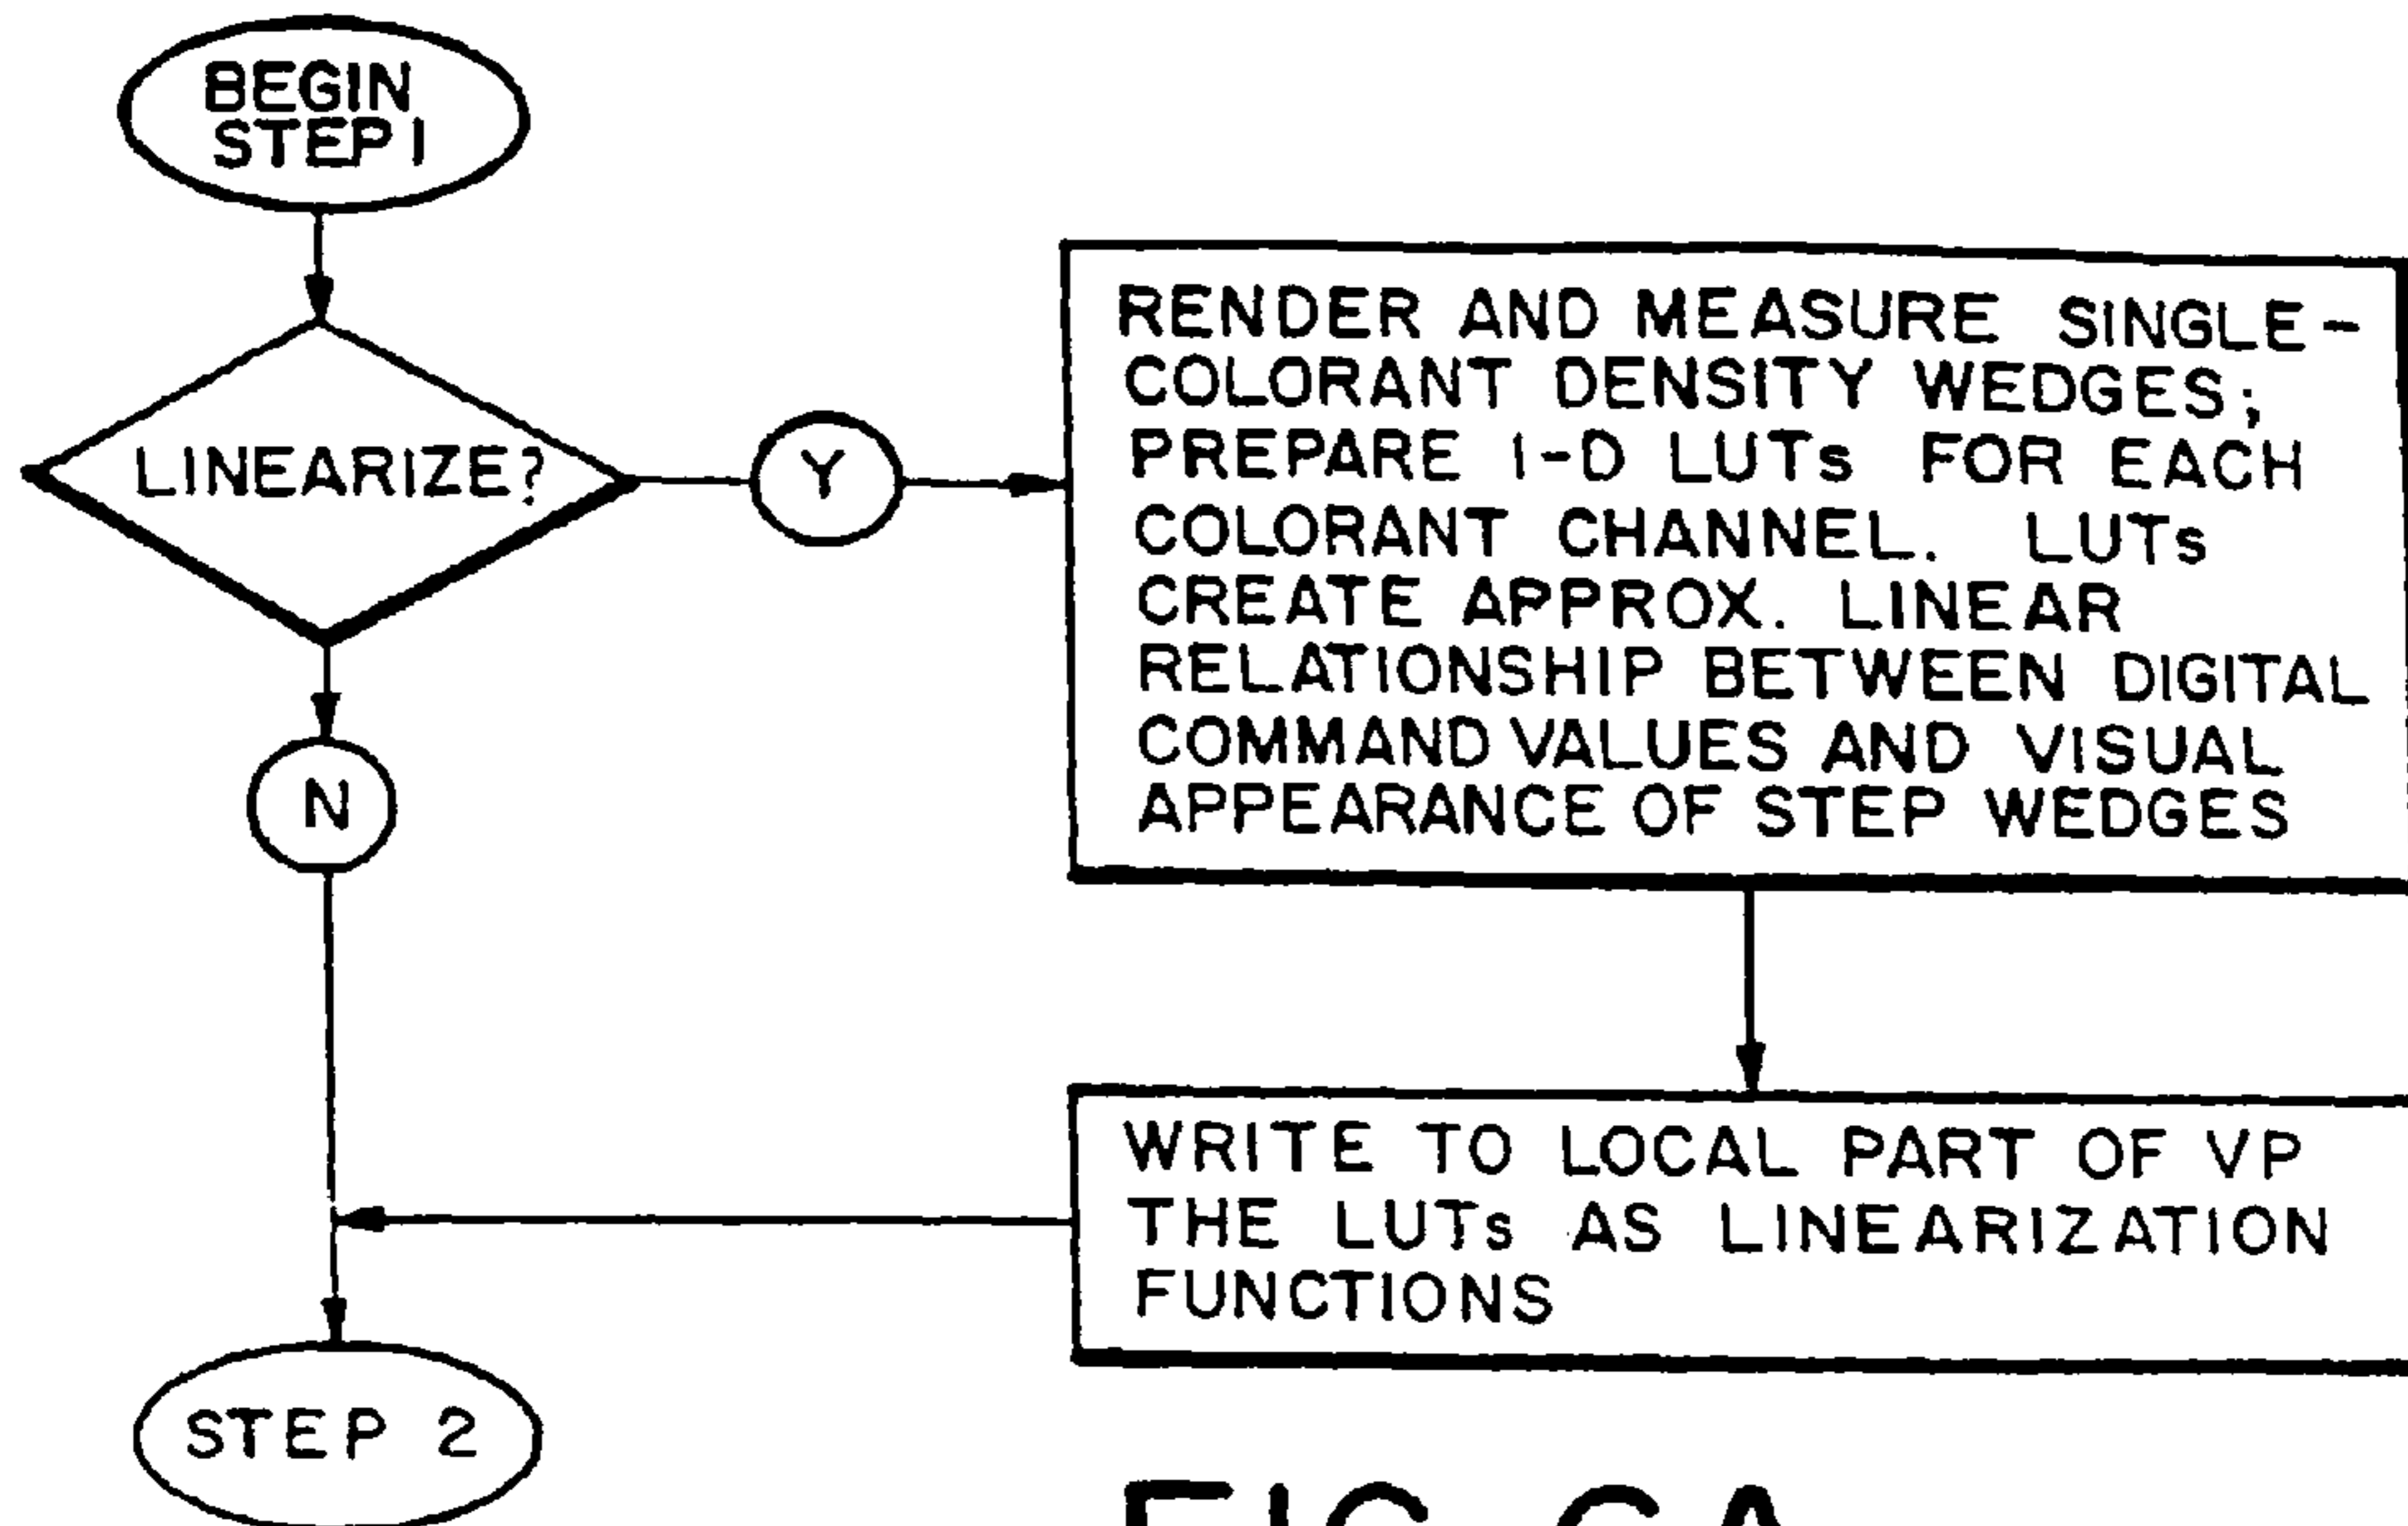 BEGIN
STEP 1
LINEARIZE?
Y
RENDER AND MEASURE SINGLE-
COLORANT DENSITY WEDGES;
PREPARE 1-D LUTs FOR EACH
COLORANT CHANNEL. LUTs
CREATE APPROX. LINEAR
RELATIONSHIP BETWEEN DIGITAL
COMMAND VALUES AND VISUAL
APPEARANCE OF STEP WEDGES
N
WRITE TO LOCAL PART OF VP
THE LUTs AS LINEARIZATION
FUNCTIONS
STEP 2